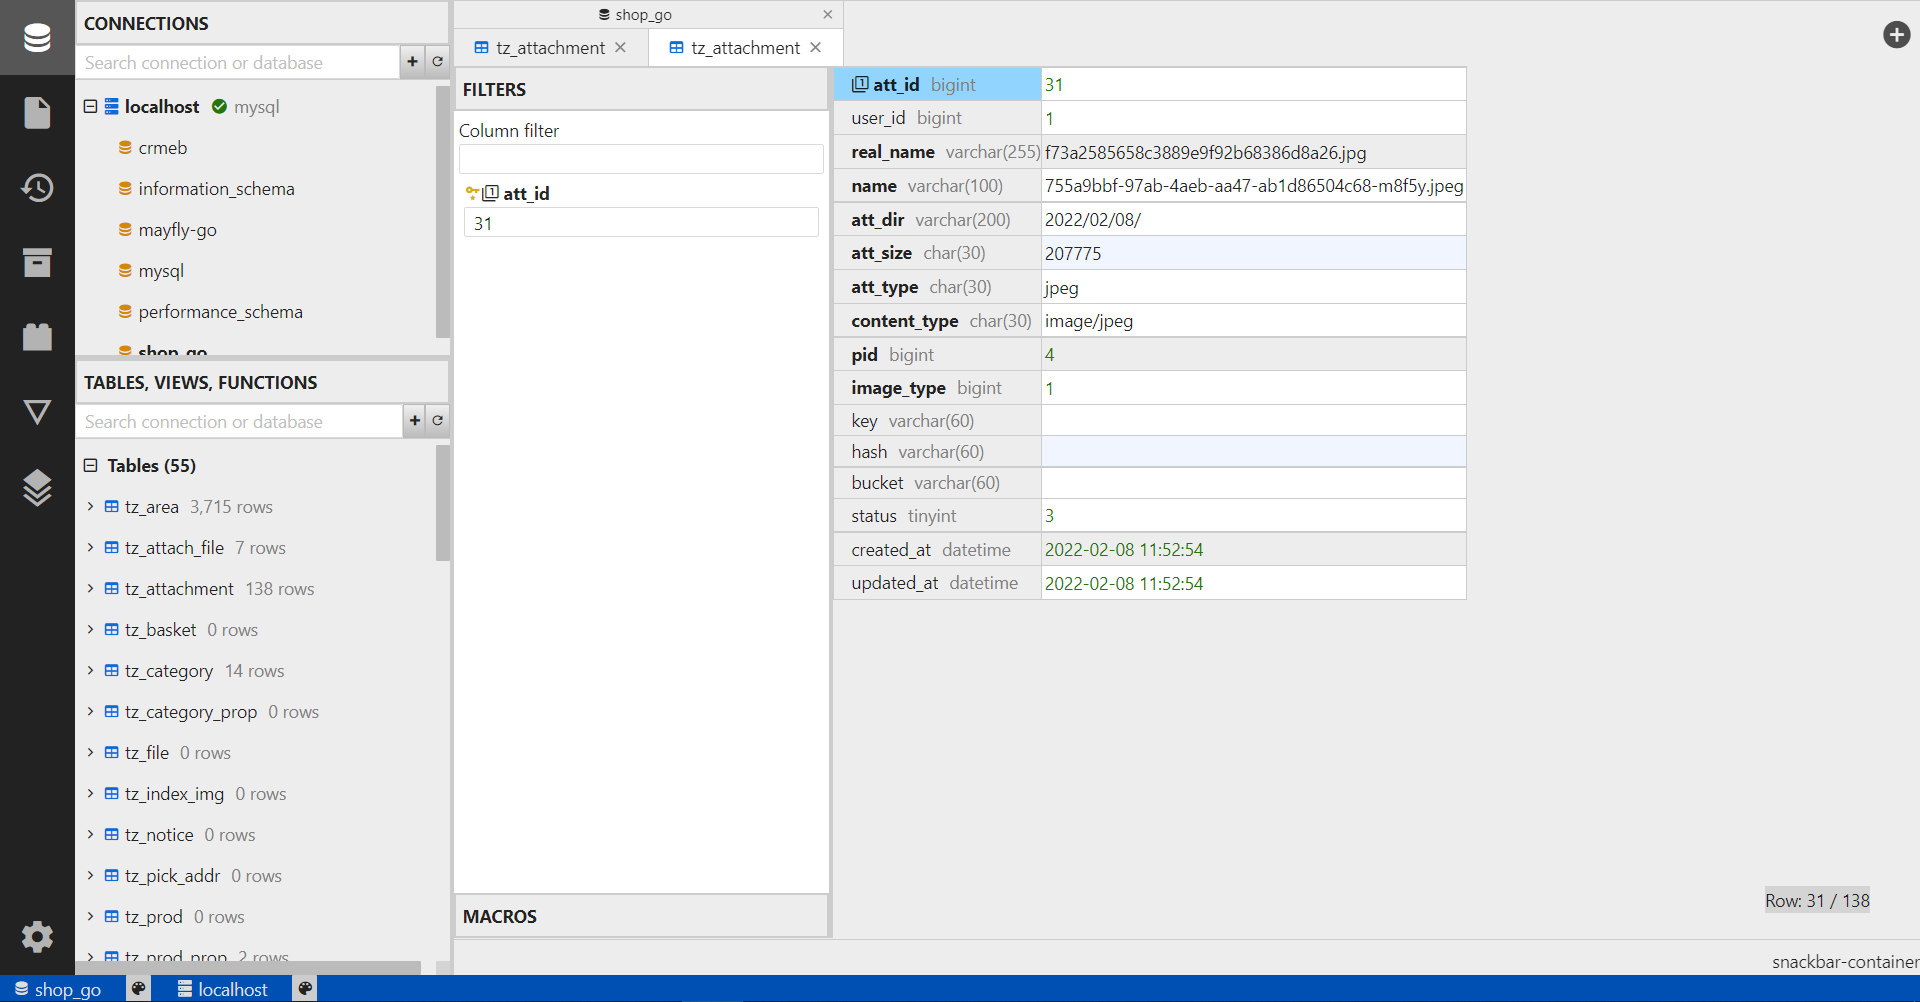 CONNECTIONS
Search connection or database
localhost mysql
crmeb
information_schema
mayfly-go
mysql
performance_schema
shop_go
TABLES, VIEWS, FUNCTIONS
Search connection or database
Tables (55)
tz_area 3,715 rows
tz_attach_file 7 rows
tz_attachment 138 rows
tz_basket 0 rows
tz_category 14 rows
tz_category_prop 0 rows
tz_file 0 rows
tz_index_img 0 rows
tz_notice 0 rows
tz_pick_addr 0 rows
tz_prod 0 rows
tz_prod_prop 2 rows
shop_go
tz_attachment tz_attachment
FILTERS
Column filter
att_id
31
MACROS
att_id bigint 31
user_id bigint 1
real_name varchar(255) f73a2585658c3889e9f92b68386d8a26.jpg
name varchar(100) 755a9bbf-97ab-4aeb-aa47-ab1d86504c68-m8f5y.jpeg
att_dir varchar(200) 2022/02/08/
att_size char(30) 207775
att_type char(30) jpeg
content_type char(30) image/jpeg
pid bigint 4
image_type bigint 1
key varchar(60)
hash varchar(60)
bucket varchar(60)
status tinyint 3
created_at datetime 2022-02-08 11:52:54
updated_at datetime 2022-02-08 11:52:54
Row: 31 / 138
snackbar-container
shop_go localhost